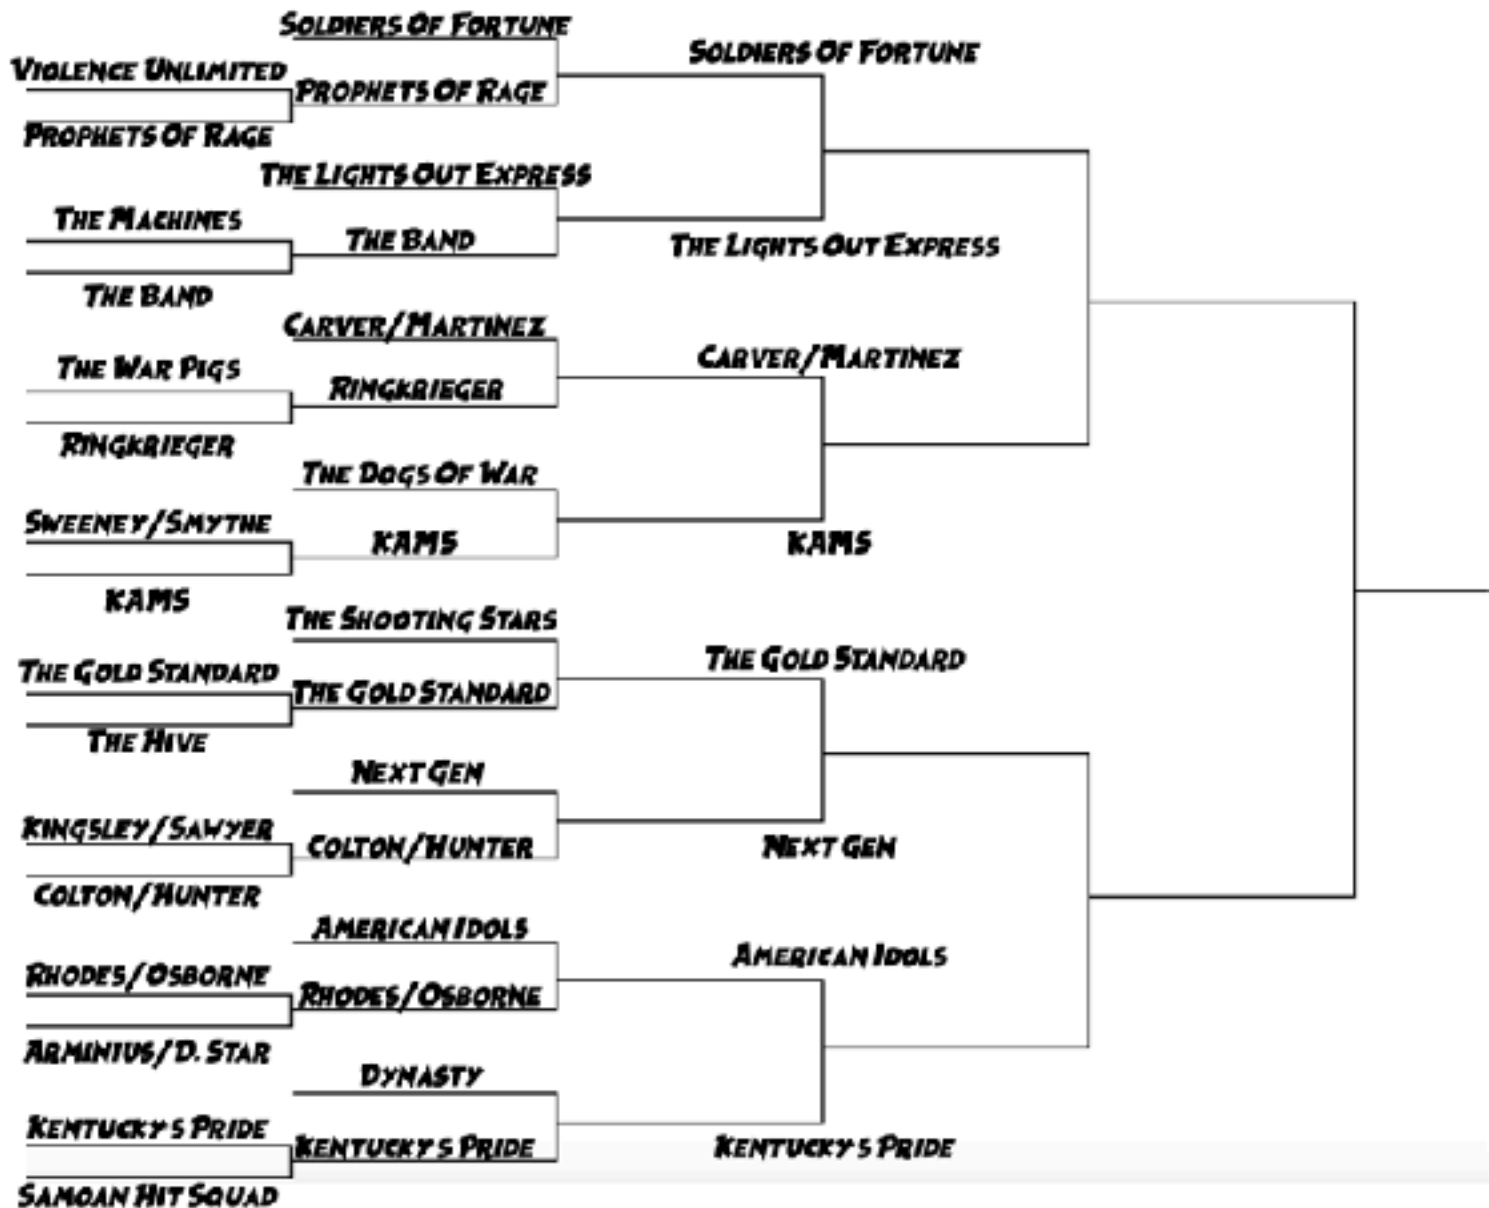 Soldiers Of Fortune
Violence Unlimited
Prophets Of Rage
Prophets Of Rage
Soldiers Of Fortune
The Lights Out Express
The Machines
The Band
The Band
The Lights Out Express
Carver/Martinez
The War Pigs
Ringkrieger
Ringkrieger
Carver/Martinez
The Dogs Of War
Sweeney/Smythe
KAMS
KAMS
KAMS
The Shooting Stars
The Gold Standard
The Gold Standard
The Hive
The Gold Standard
Next Gen
Kingsley/Sawyer
Colton/Hunter
Colton/Hunter
Next Gen
American Idols
Rhodes/Osborne
Rhodes/Osborne
Arminius/D. Star
American Idols
Dynasty
Kentucky's Pride
Kentucky's Pride
Samoan Hit Squad
Kentucky's Pride